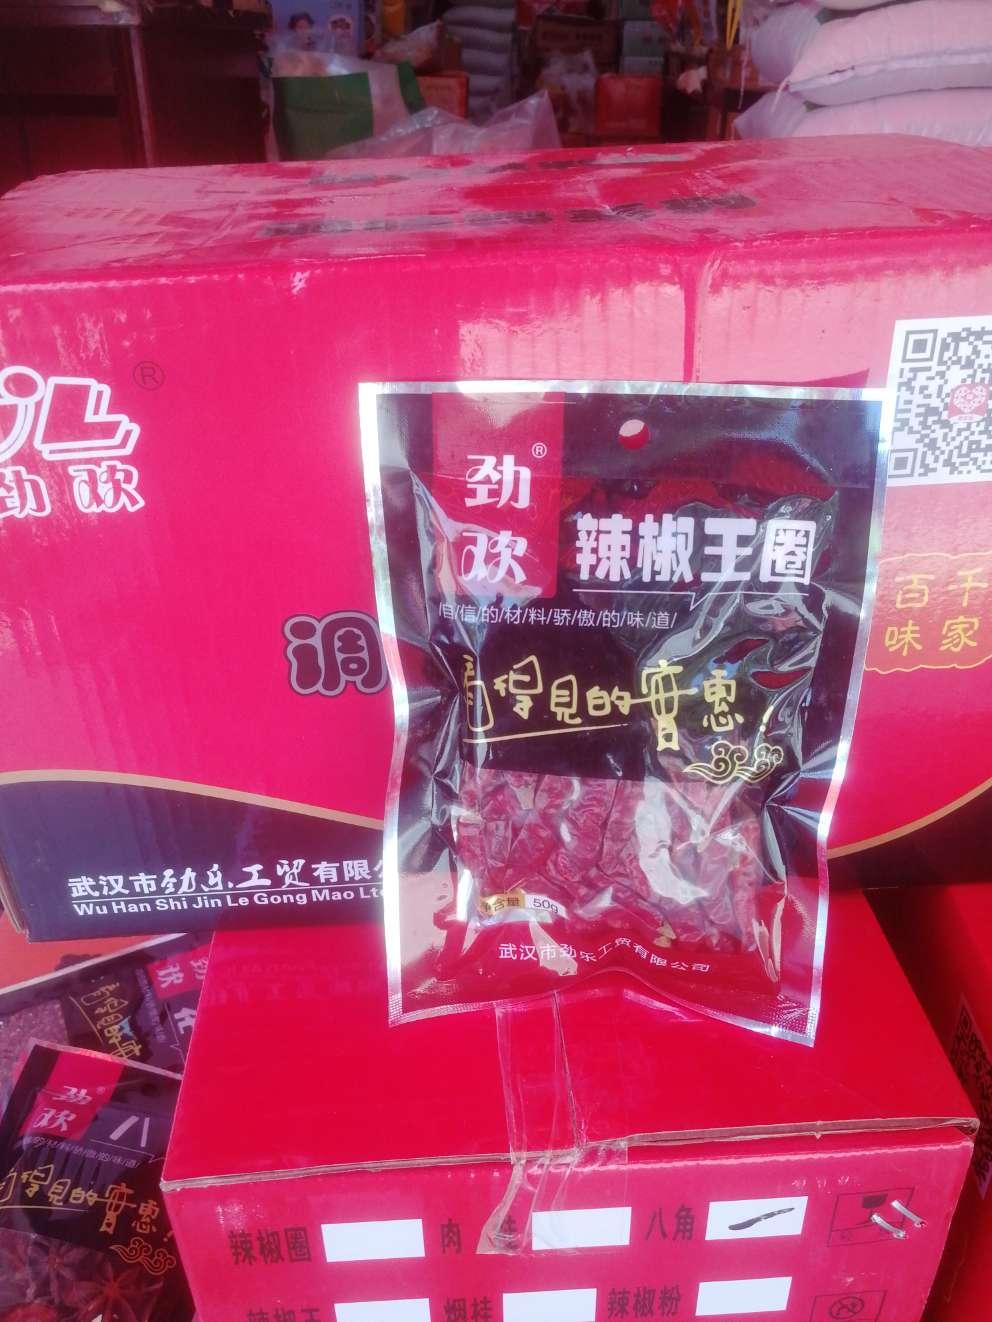 ®
劲欢
百千
味家
调
武汉市劲乐工贸有限
Wu Han Shi Jin Le Gong Mao Lt
劲®
欢
辣椒王圈
/自/信/的/材/料/骄/傲/的/味/道/
看得見的實惠!
净含量 50g
武汉市劲乐工贸有限公司
劲
欢
八
得見的實惠!
辣椒圈
肉
八角
辣椒王
烟桂
辣椒粉